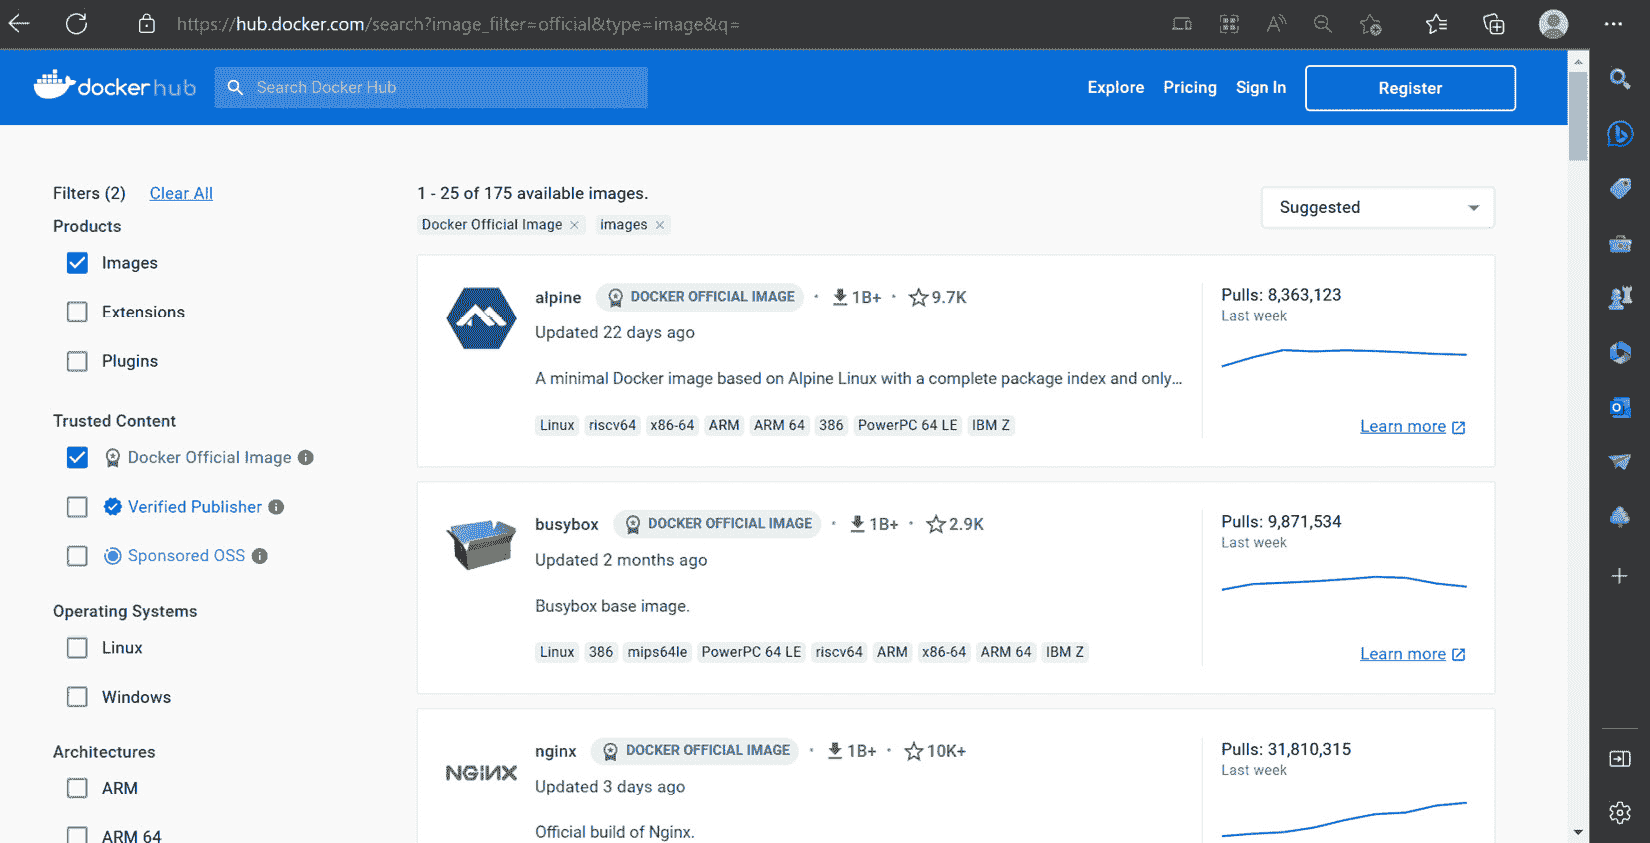 https://hub.docker.com/search?image_filter=official&type=image&q=
docker hub
Search Docker Hub
Explore
Pricing
Sign In
Register
Filters (2)
Clear All
Products
Images
Extensions
Plugins
Trusted Content
Docker Official Image
Verified Publisher
Sponsored OSS
Operating Systems
Linux
Windows
Architectures
ARM
ARM 64
1 - 25 of 175 available images.
Docker Official Image
images
Suggested
alpine DOCKER OFFICIAL IMAGE · 1B+ · 9.7K
Updated 22 days ago
A minimal Docker image based on Alpine Linux with a complete package index and only...
Linux riscv64 x86-64 ARM ARM 64 386 PowerPC 64 LE IBM Z
Pulls: 8,363,123
Last week
Learn more
busybox DOCKER OFFICIAL IMAGE · 1B+ · 2.9K
Updated 2 months ago
Busybox base image.
Linux 386 mips64le PowerPC 64 LE riscv64 ARM x86-64 ARM 64 IBM Z
Pulls: 9,871,534
Last week
Learn more
NGINX
nginx DOCKER OFFICIAL IMAGE · 1B+ · 10K+
Updated 3 days ago
Official build of Nginx.
Pulls: 31,810,315
Last week